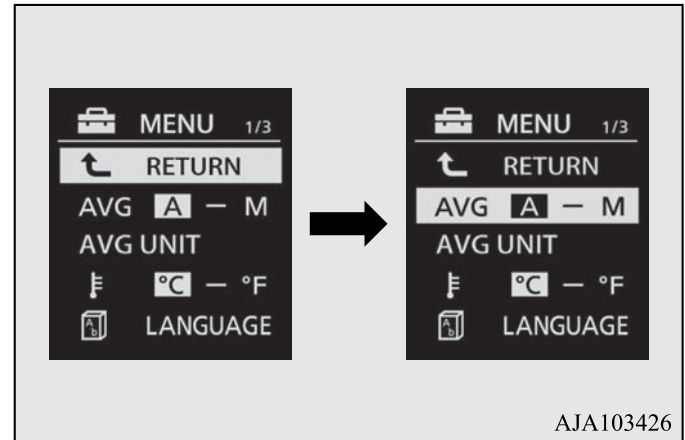 MENU 1/3
RETURN
AVG A – M
AVG UNIT
°C – °F
LANGUAGE
MENU 1/3
RETURN
AVG A – M
AVG UNIT
°C – °F
LANGUAGE
AJA103426